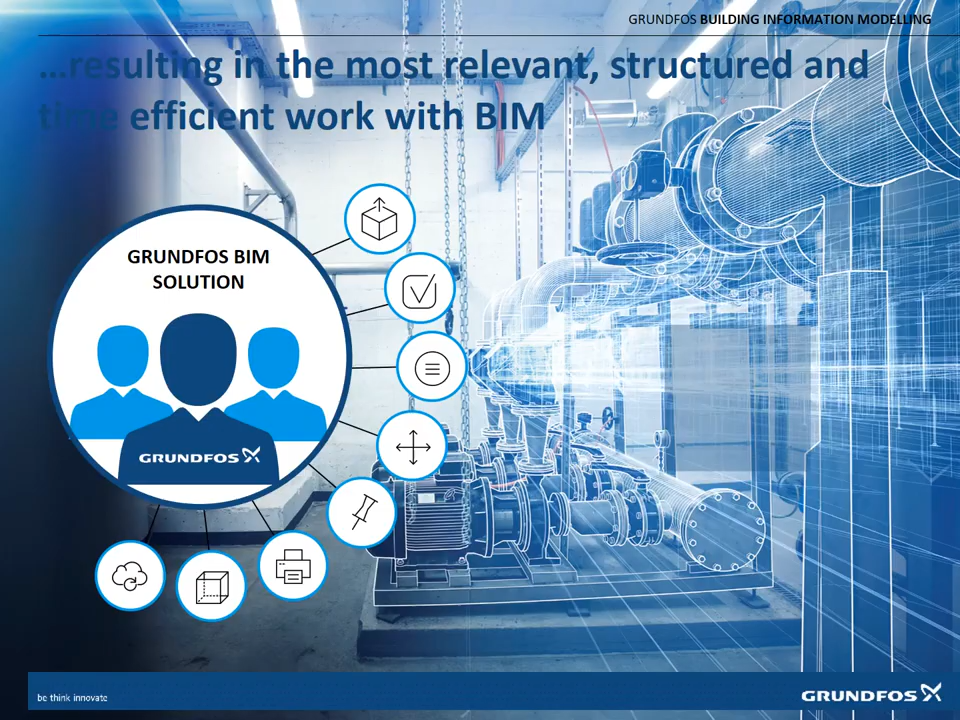 GRUNDFOS BUILDING INFORMATION MODELLING
...resulting in the most relevant, structured and
time efficient work with BIM
GRUNDFOS BIM
SOLUTION
GRUNDFOS
be think innovate
GRUNDFOS